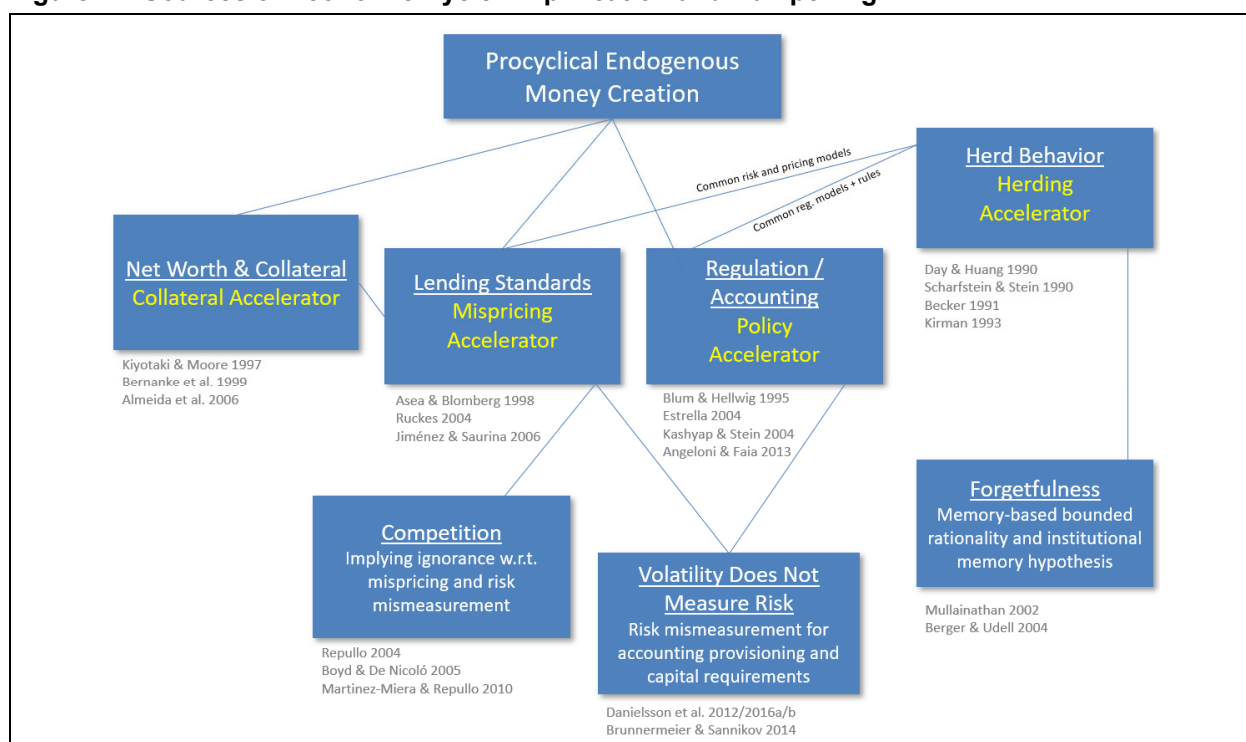 Procyclical Endogenous
Money Creation
Common risk and pricing models
Common reg. models + rules
Herd Behavior
Herding
Accelerator
Day & Huang 1990
Scharfstein & Stein 1990
Becker 1991
Kirman 1993
Net Worth & Collateral
Collateral Accelerator
Kiyotaki & Moore 1997
Bernanke et al. 1999
Almeida et al. 2006
Lending Standards
Mispricing
Accelerator
Asea & Blomberg 1998
Ruckes 2004
Jiménez & Saurina 2006
Regulation /
Accounting
Policy
Accelerator
Blum & Hellwig 1995
Estrella 2004
Kashyap & Stein 2004
Angeloni & Faia 2013
Competition
Implying ignorance w.r.t.
mispricing and risk
mismeasurement
Repullo 2004
Boyd & De Nicoló 2005
Martinez-Miera & Repullo 2010
Volatility Does Not
Measure Risk
Risk mismeasurement for
accounting provisioning and
capital requirements
Danielsson et al. 2012/2016a/b
Brunnermeier & Sannikov 2014
Forgetfulness
Memory-based bounded
rationality and institutional
memory hypothesis
Mullainathan 2002
Berger & Udell 2004